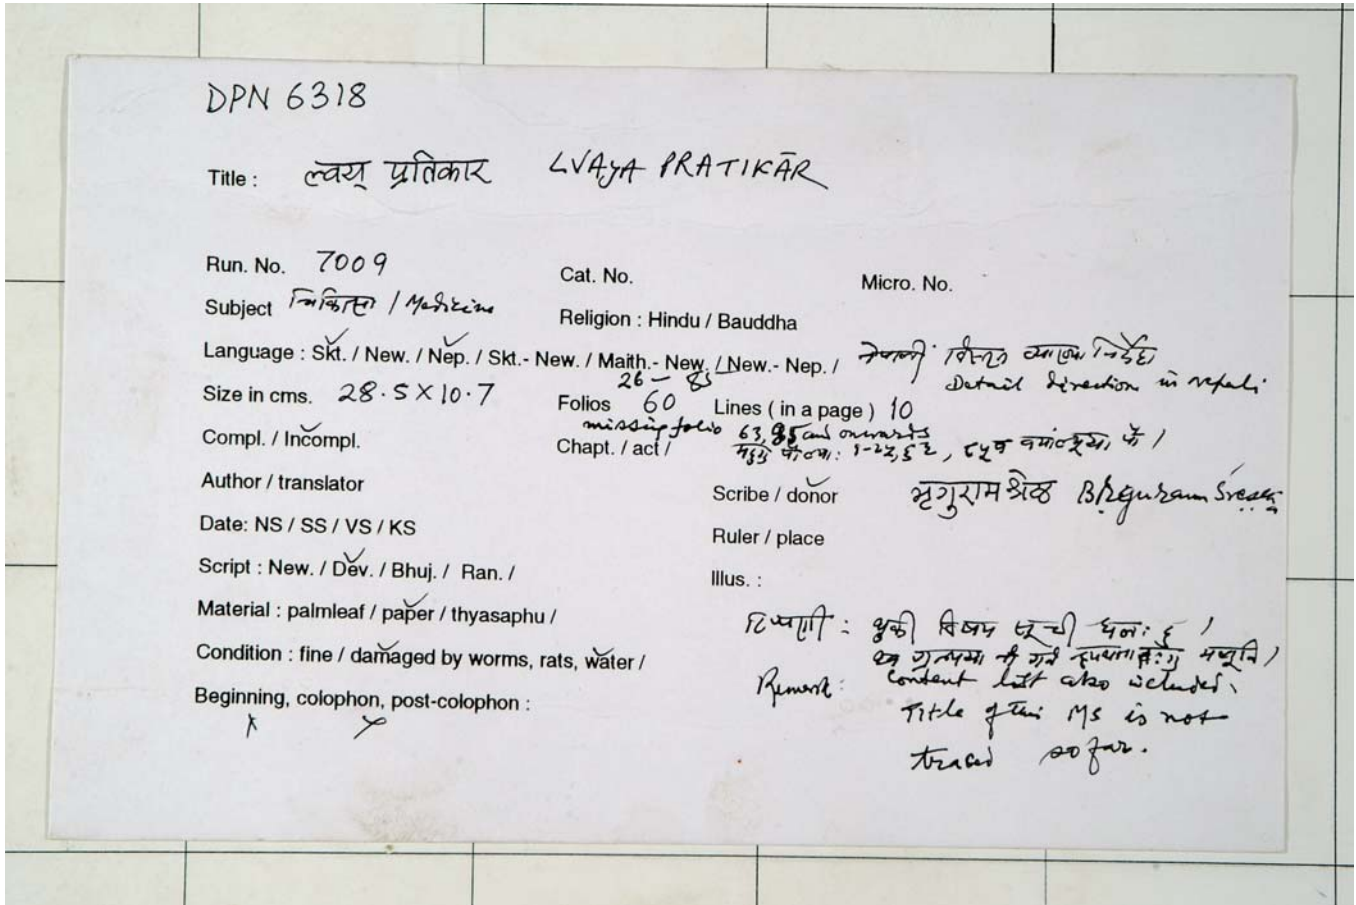 DPN 6318
Title : ल्वय् प्रतिकार LVAYA PRATIKĀR
Run. No. 7009 Cat. No. Micro. No.
Subject चिकित्सा / Medicine Religion : Hindu / Bauddha
Language : Skt. / New. / Nep. / Skt.- New. / Maith.- New. / New.- Nep. / नेपाली
Detail direction in nepali
26 - 85
Size in cms. 28.5 X 10.7 Folios 60 Lines ( in a page ) 10
missing folio 63, 85 and onwards
Compl. / Incompl. Chapt. / act /
Author / translator Scribe / donor भृगुराम श्रेष्ठ
Date: NS / SS / VS / KS Ruler / place
Script : New. / Dev. / Bhuj. / Ran. / Illus. :
Material : palmleaf / paper / thyasaphu /
टिप्पणी : थुकी विषय सूची
Condition : fine / damaged by worms, rats, water /
Remark : content list also included.
Beginning, colophon, post-colophon :
Title of this MS is not
traced so far.